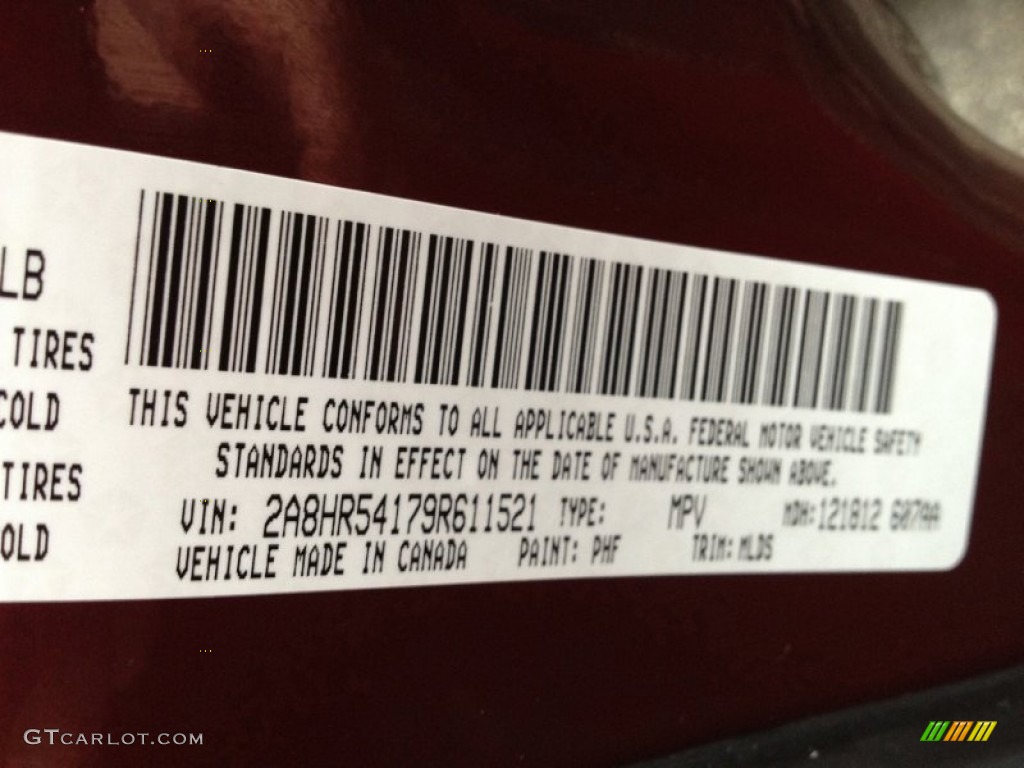 LB
TIRES
COLD
TIRES
OLD
THIS VEHICLE CONFORMS TO ALL APPLICABLE U.S.A. FEDERAL MOTOR VEHICLE SAFETY
STANDARDS IN EFFECT ON THE DATE OF MANUFACTURE SHOWN ABOVE.
VIN: 2A8HR54179R611521 TYPE: MPV MDH:121812 607AA
VEHICLE MADE IN CANADA PAINT: PHF TRIM: MLDS
GTCARLOT.COM